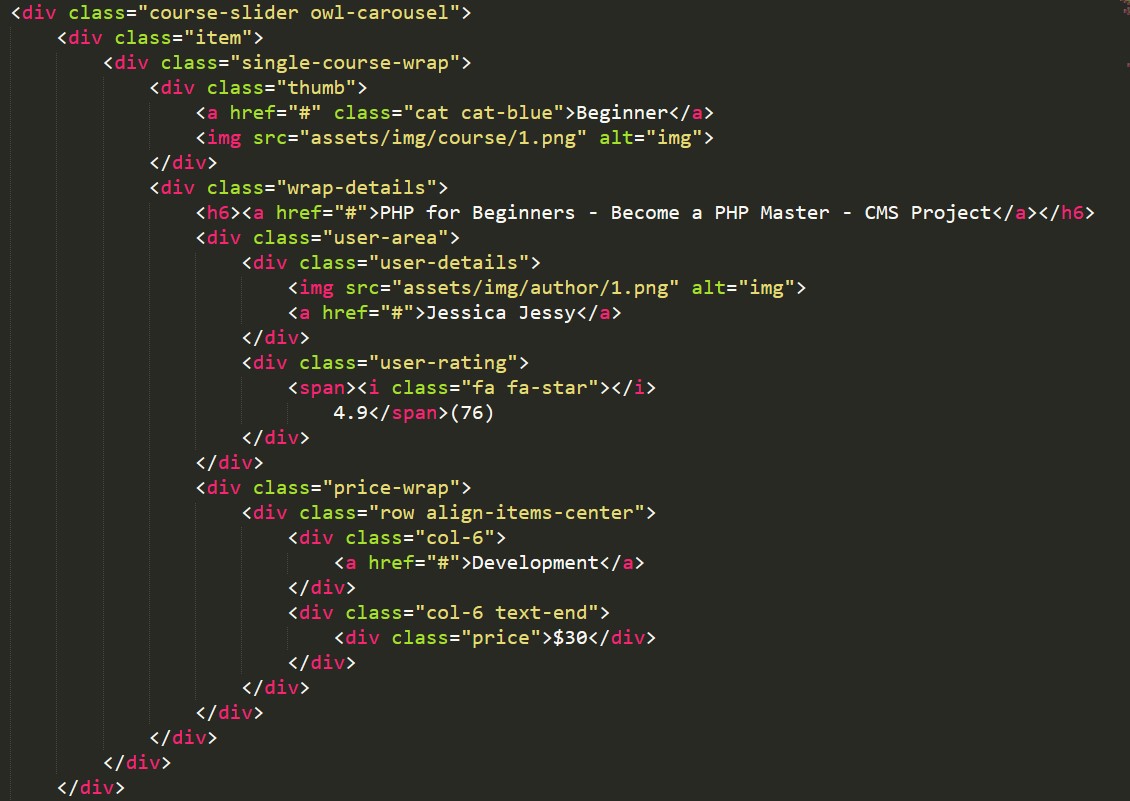 <div class="course-slider owl-carousel">
    <div class="item">
        <div class="single-course-wrap">
            <div class="thumb">
                <a href="#" class="cat cat-blue">Beginner</a>
                <img src="assets/img/course/1.png" alt="img">
            </div>
            <div class="wrap-details">
                <h6><a href="#">PHP for Beginners - Become a PHP Master - CMS Project</a></h6>
                <div class="user-area">
                    <div class="user-details">
                        <img src="assets/img/author/1.png" alt="img">
                        <a href="#">Jessica Jessy</a>
                    </div>
                    <div class="user-rating">
                        <span><i class="fa fa-star"></i>
                            4.9</span>(76)
                    </div>
                </div>
                <div class="price-wrap">
                    <div class="row align-items-center">
                        <div class="col-6">
                            <a href="#">Development</a>
                        </div>
                        <div class="col-6 text-end">
                            <div class="price">$30</div>
                        </div>
                    </div>
                </div>
            </div>
        </div>
    </div>